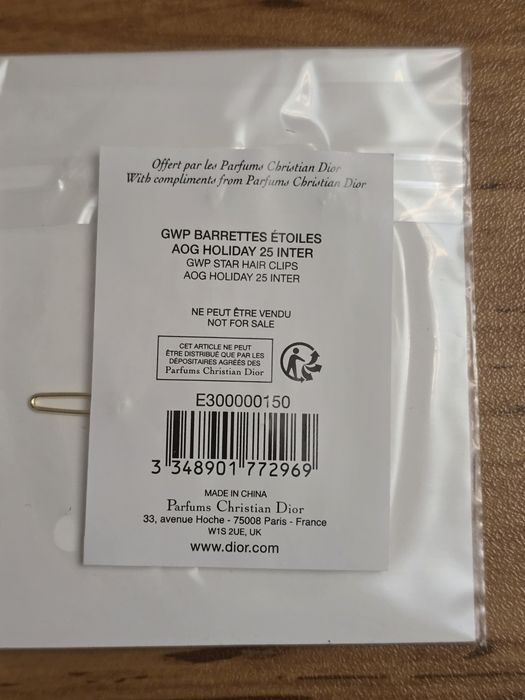 Offert par les Parfums Christian Dior
With compliments from Parfums Christian Dior
GWP BARRETTES ÉTOILES
AOG HOLIDAY 25 INTER
GWP STAR HAIR CLIPS
AOG HOLIDAY 25 INTER
NE PEUT ÊTRE VENDU
NOT FOR SALE
CET ARTICLE NE PEUT
ÊTRE DISTRIBUÉ QUE PAR LES
DÉPOSITAIRES AGRÉÉS DES
Parfums Christian Dior
E300000150
3 348901 772969
MADE IN CHINA
Parfums Christian Dior
33, avenue Hoche - 75008 Paris - France
W1S 2UE, UK
www.dior.com